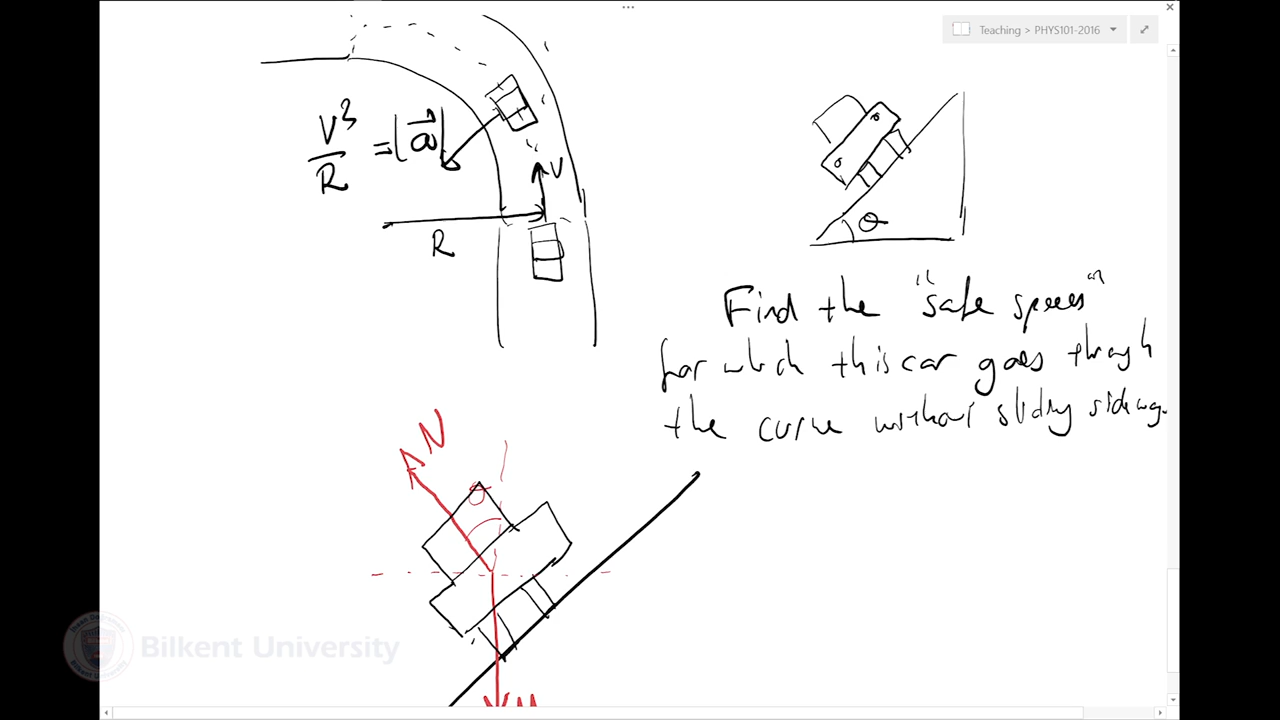 Teaching > PHYS101-2016
V²
R
= |a|
V
R
θ
Find the "safe speed"
for which this car goes through
the curve without sliding sideways
N
θ
Bilkent University